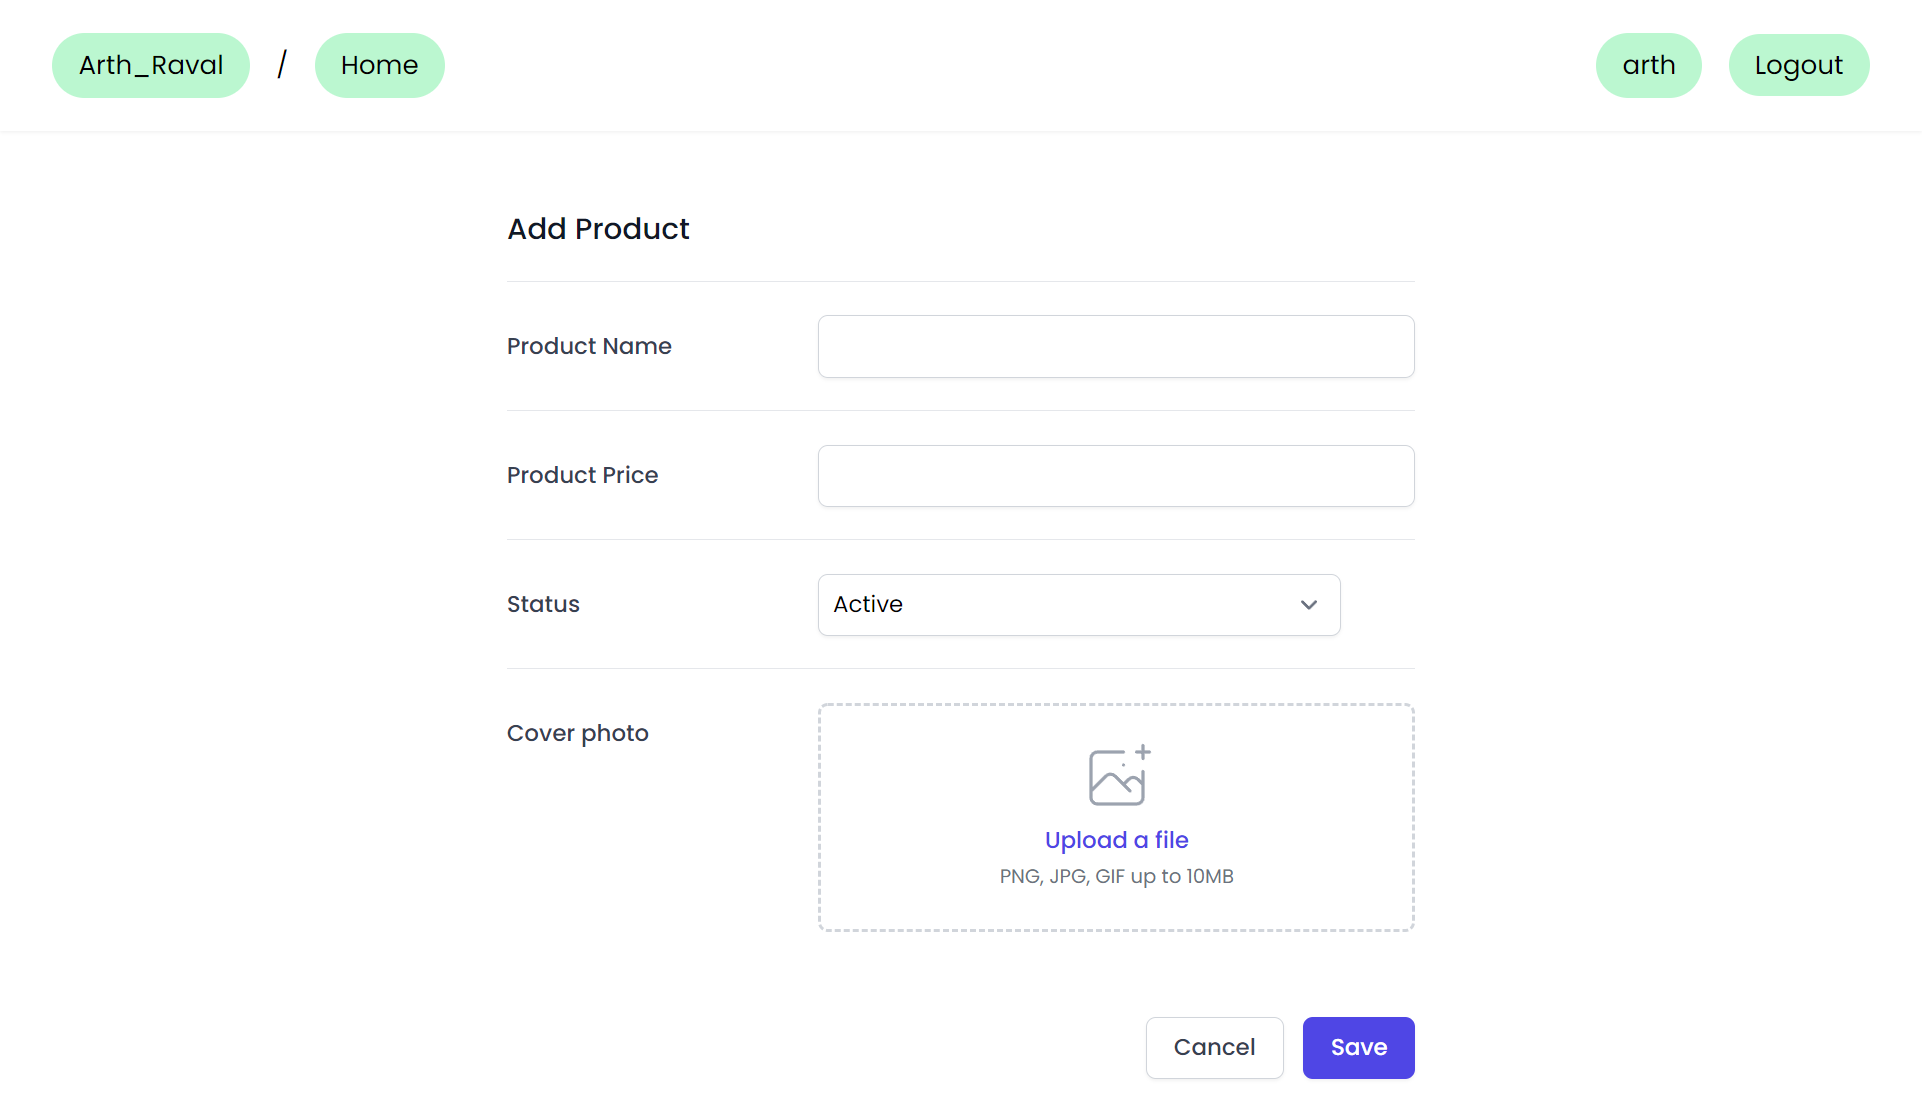 Arth_Raval / Home arth Logout
Add Product
Product Name
Product Price
Status Active
Cover photo
Upload a file
PNG, JPG, GIF up to 10MB
Cancel Save